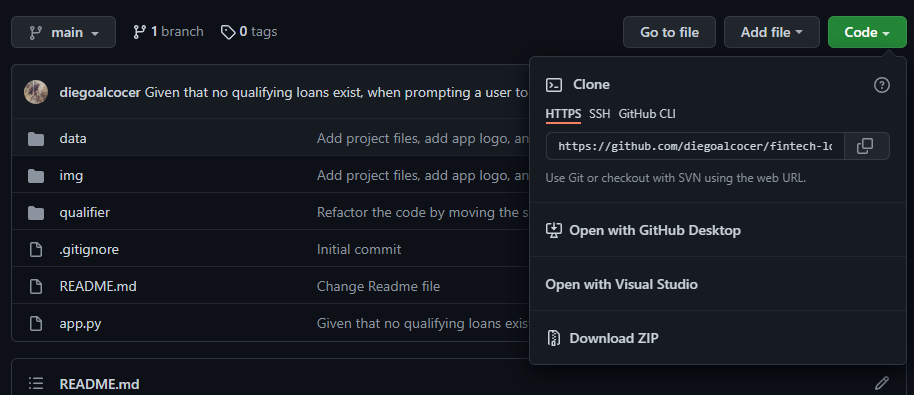 main
1 branch
0 tags
Go to file
Add file
Code
diegoalcocer Given that no qualifying loans exist, when prompting a user to
data Add project files, add app logo, an
img Add project files, add app logo, an
qualifier Refactor the code by moving the s
.gitignore Initial commit
README.md Change Readme file
app.py Given that no qualifying loans exis
README.md
Clone
HTTPS SSH GitHub CLI
https://github.com/diegoalcocer/fintech-lo
Use Git or checkout with SVN using the web URL.
Open with GitHub Desktop
Open with Visual Studio
Download ZIP